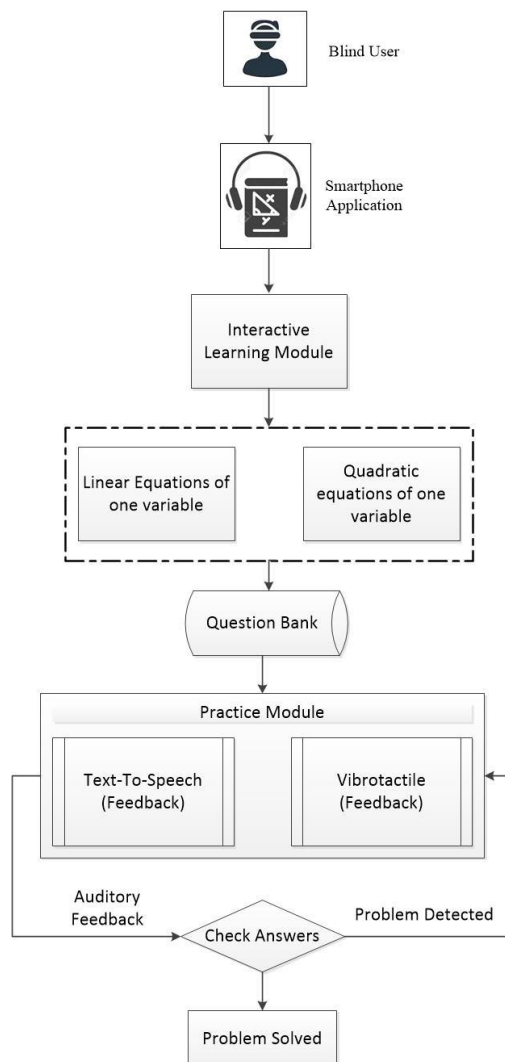 Blind User
Smartphone
Application
Interactive
Learning Module
Linear Equations of
one variable
Quadratic
equations of one
variable
Question Bank
Practice Module
Text-To-Speech
(Feedback)
Vibrotactile
(Feedback)
Auditory
Feedback
Check Answers
Problem Detected
Problem Solved